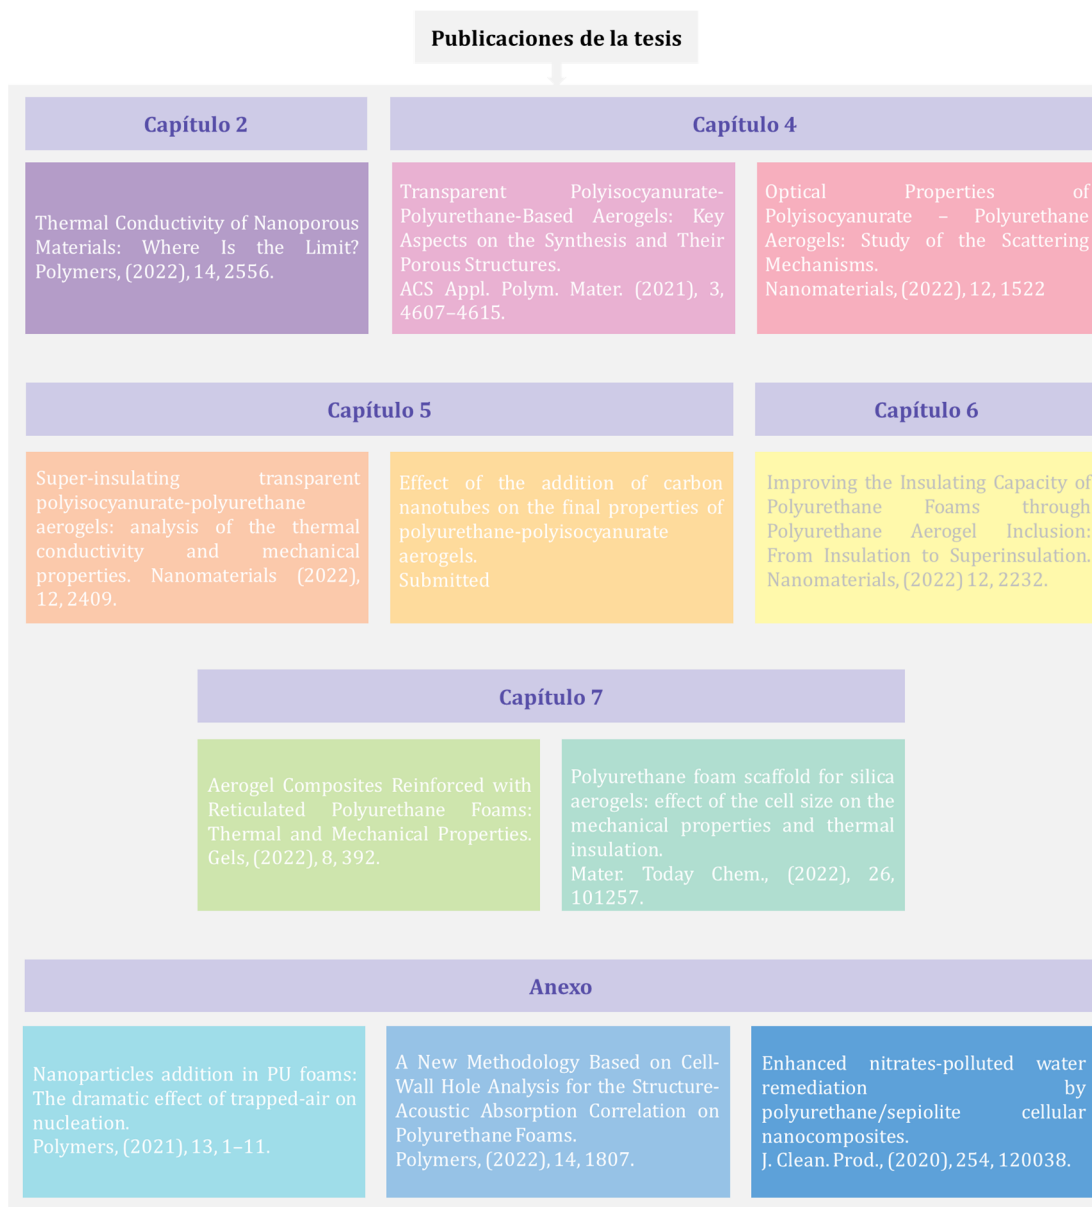 Publicaciones de la tesis
Capítulo 2
Thermal Conductivity of Nanoporous
Materials: Where Is the Limit?
Polymers, (2022), 14, 2556.
Capítulo 4
Transparent Polyisocyanurate-
Polyurethane-Based Aerogels: Key
Aspects on the Synthesis and Their
Porous Structures.
ACS Appl. Polym. Mater. (2021), 3,
4607–4615.
Optical Properties of
Polyisocyanurate – Polyurethane
Aerogels: Study of the Scattering
Mechanisms.
Nanomaterials, (2022), 12, 1522
Capítulo 5
Super-insulating transparent
polyisocyanurate-polyurethane
aerogels: analysis of the thermal
conductivity and mechanical
properties. Nanomaterials (2022),
12, 2409.
Effect of the addition of carbon
nanotubes on the final properties of
polyurethane-polyisocyanurate
aerogels.
Submitted
Capítulo 6
Improving the Insulating Capacity of
Polyurethane Foams through
Polyurethane Aerogel Inclusion:
From Insulation to Superinsulation.
Nanomaterials, (2022) 12, 2232.
Capítulo 7
Aerogel Composites Reinforced with
Reticulated Polyurethane Foams:
Thermal and Mechanical Properties.
Gels, (2022), 8, 392.
Polyurethane foam scaffold for silica
aerogels: effect of the cell size on the
mechanical properties and thermal
insulation.
Mater. Today Chem., (2022), 26,
101257.
Anexo
Nanoparticles addition in PU foams:
The dramatic effect of trapped-air on
nucleation.
Polymers, (2021), 13, 1–11.
A New Methodology Based on Cell-
Wall Hole Analysis for the Structure-
Acoustic Absorption Correlation on
Polyurethane Foams.
Polymers, (2022), 14, 1807.
Enhanced nitrates-polluted water
remediation by
polyurethane/sepiolite cellular
nanocomposites.
J. Clean. Prod., (2020), 254, 120038.